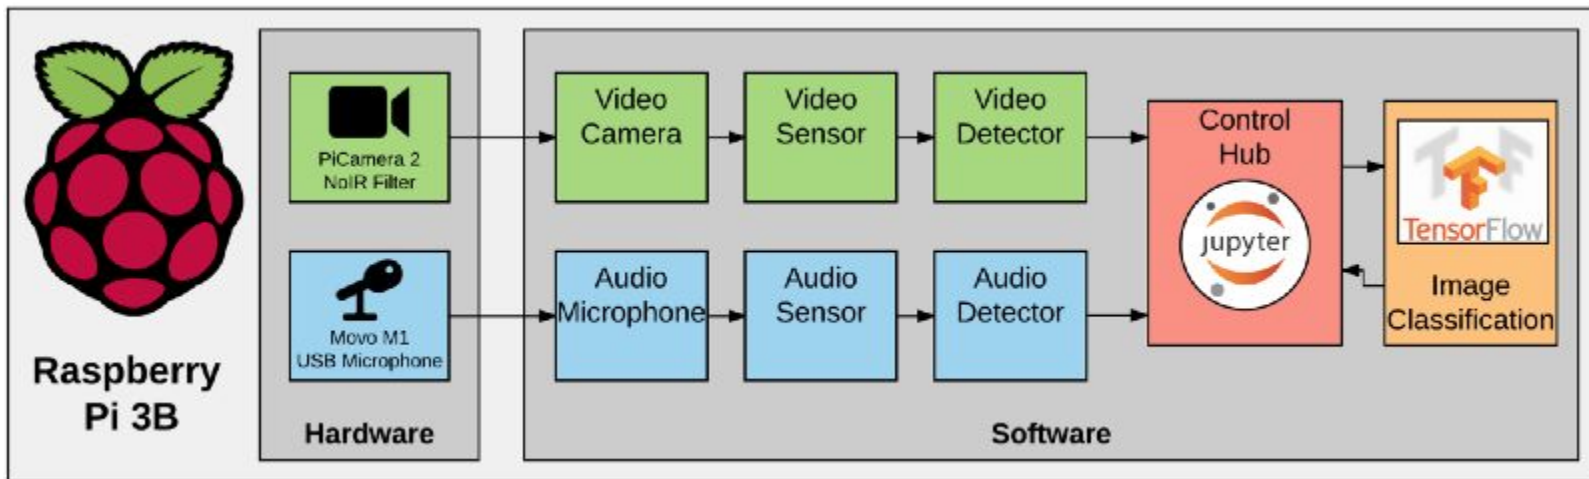 Raspberry
Pi 3B
PiCamera 2
NoIR Filter
Movo M1
USB Microphone
Hardware
Video
Camera
Video
Sensor
Video
Detector
Audio
Microphone
Audio
Sensor
Audio
Detector
Control
Hub
jupyter
TF
TensorFlow
Image
Classification
Software